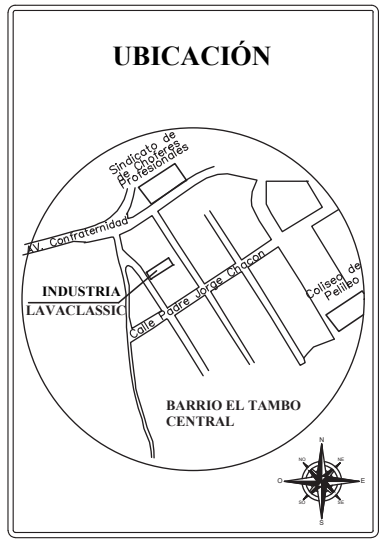 UBICACIÓN
Sindicato de
de Choferes
Profesionales
AV. Confraternidad
INDUSTRIA
LAVACLASSIC
Calle Padre Jorge Chacon
Coliseo de
Pelileo
BARRIO EL TAMBO
CENTRAL
N
NO
NE
O
E
SO
SE
S